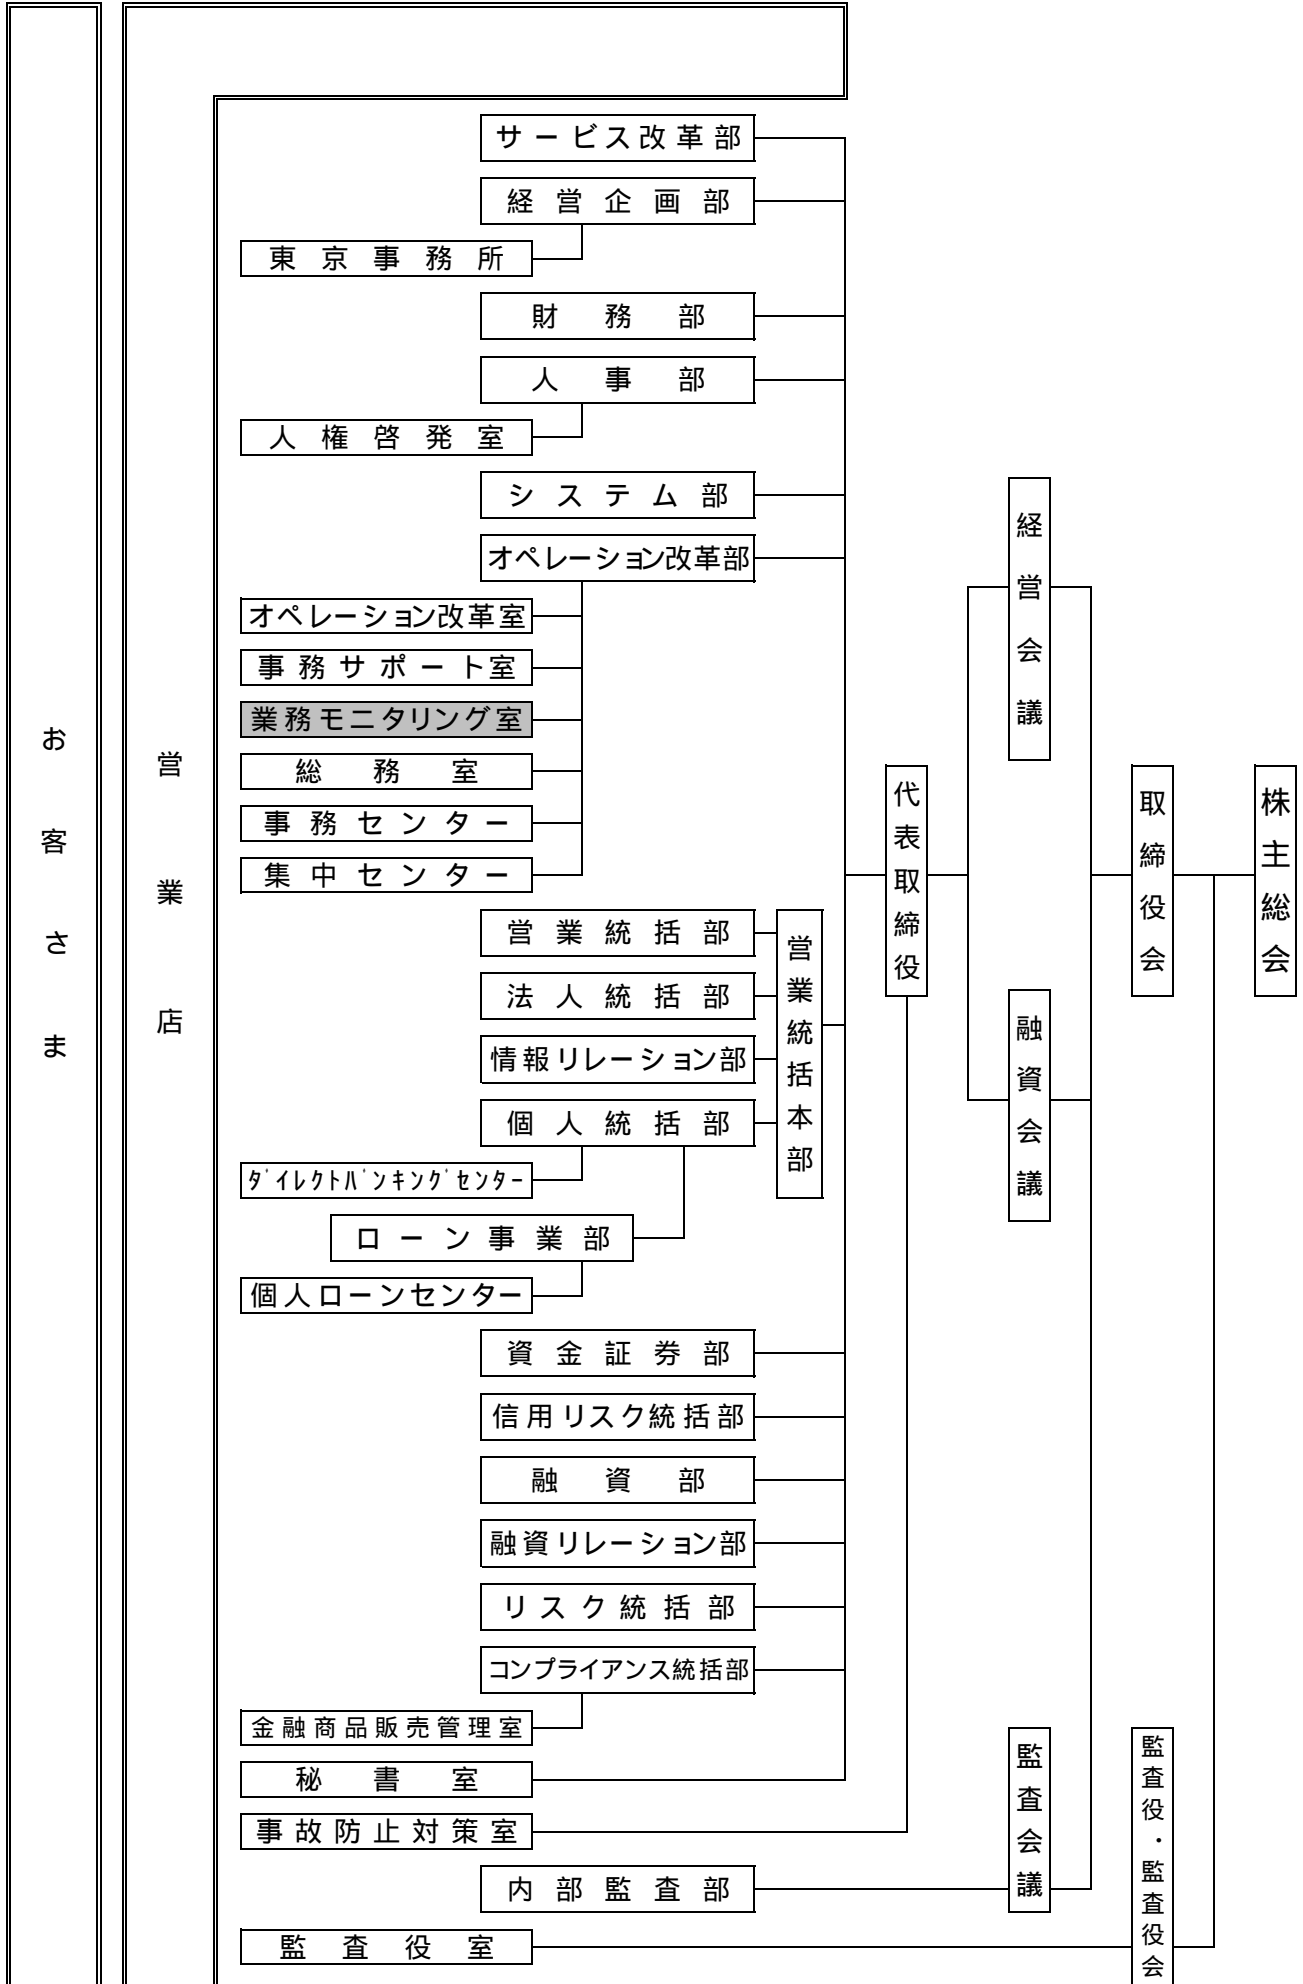 お客さま
営業店
サービス改革部
経営企画部
東京事務所
財務部
人事部
人権啓発室
システム部
オペレーション改革部
オペレーション改革室
事務サポート室
業務モニタリング室
総務室
事務センター
集中センター
営業統括部
法人統括部
情報リレーション部
個人統括部
ﾀﾞｲﾚｸﾄﾊﾞﾝｷﾝｸﾞｾﾝﾀｰ
ローン事業部
個人ローンセンター
資金証券部
信用リスク統括部
融資部
融資リレーション部
リスク統括部
コンプライアンス統括部
金融商品販売管理室
秘書室
事故防止対策室
内部監査部
監査役室
営業統括本部
代表取締役
経営会議
融資会議
監査会議
取締役会
監査役・監査役会
株主総会